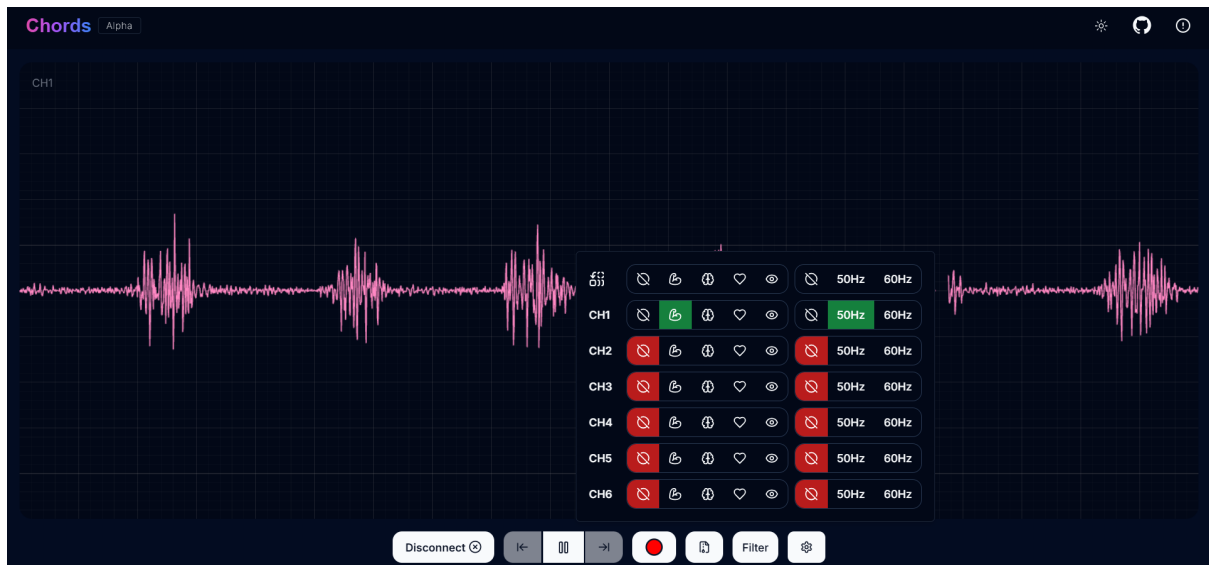 Chords Alpha
CH1
50Hz 60Hz
CH1 50Hz 60Hz
CH2 50Hz 60Hz
CH3 50Hz 60Hz
CH4 50Hz 60Hz
CH5 50Hz 60Hz
CH6 50Hz 60Hz
Disconnect Filter